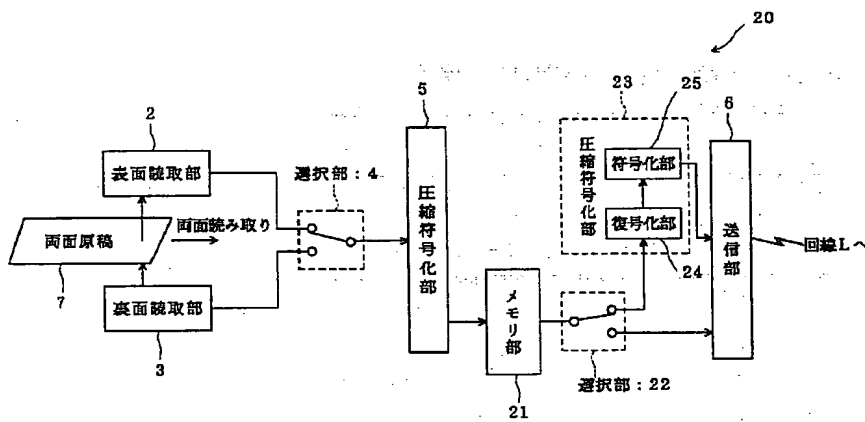 20
2
表面読取部
両面原稿
両面読み取り
7
裏面読取部
3
選択部：4
5
圧縮符号化部
メモリ部
21
選択部：22
23
25
圧縮符号化部
符号化部
復号化部
24
6
送信部
回線Lへ